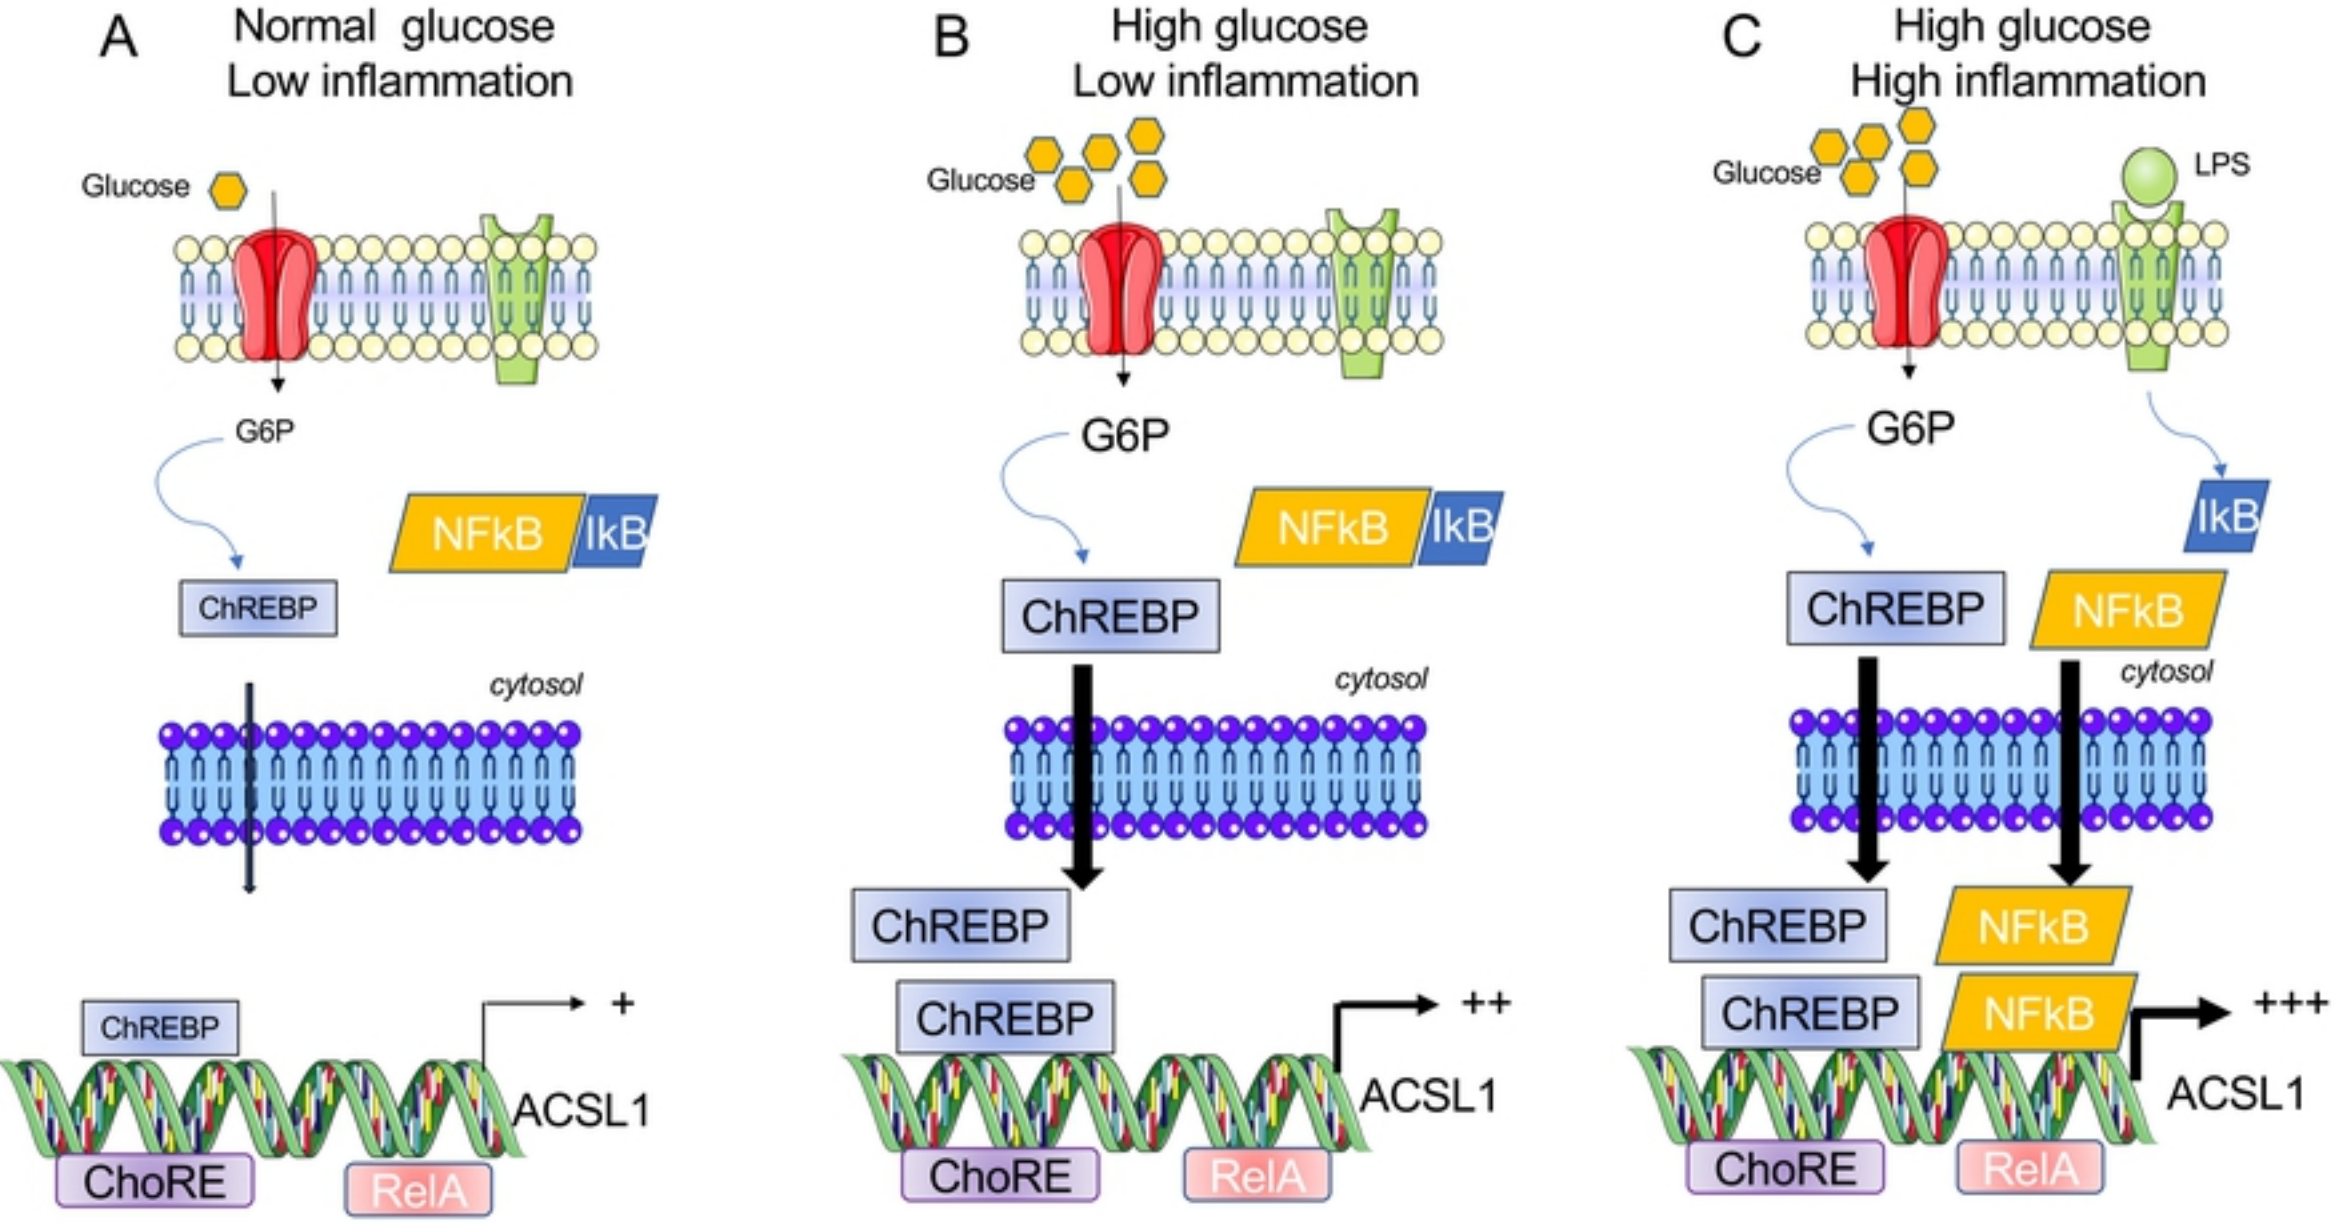 A
Normal glucose
Low inflammation
Glucose
G6P
NFkB
IkB
ChREBP
cytosol
ChREBP
+
ACSL1
ChoRE
RelA
B
High glucose
Low inflammation
Glucose
G6P
NFkB
IkB
ChREBP
cytosol
ChREBP
ChREBP
++
ACSL1
ChoRE
RelA
C
High glucose
High inflammation
Glucose
LPS
G6P
IkB
ChREBP
NFkB
cytosol
ChREBP
NFkB
ChREBP
NFkB
+++
ACSL1
ChoRE
RelA